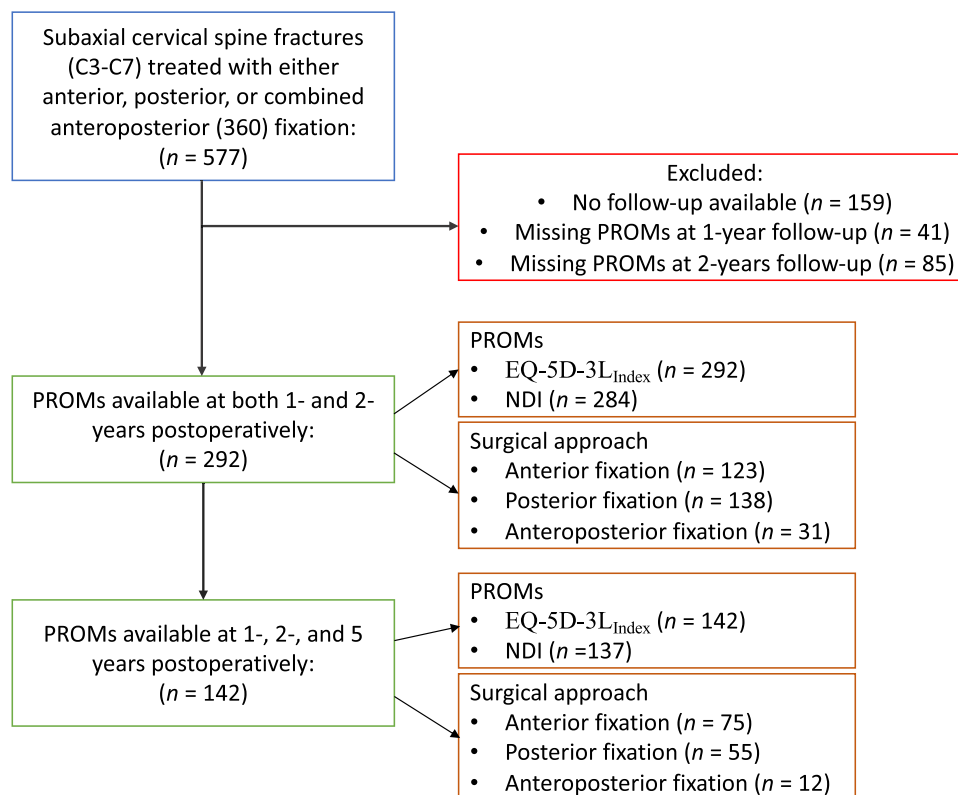 Subaxial cervical spine fractures
(C3-C7) treated with either
anterior, posterior, or combined
anteroposterior (360) fixation:
(n = 577)
Excluded:
• No follow-up available (n = 159)
• Missing PROMs at 1-year follow-up (n = 41)
• Missing PROMs at 2-years follow-up (n = 85)
PROMs available at both 1- and 2-
years postoperatively:
(n = 292)
PROMs
• EQ-5D-3LIndex (n = 292)
• NDI (n = 284)
Surgical approach
• Anterior fixation (n = 123)
• Posterior fixation (n = 138)
• Anteroposterior fixation (n = 31)
PROMs available at 1-, 2-, and 5
years postoperatively:
(n = 142)
PROMs
• EQ-5D-3LIndex (n = 142)
• NDI (n =137)
Surgical approach
• Anterior fixation (n = 75)
• Posterior fixation (n = 55)
• Anteroposterior fixation (n = 12)